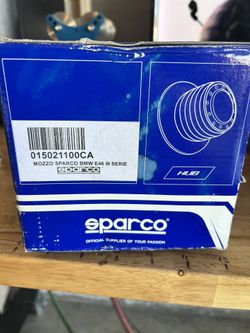 015021100CA
MOZZO SPARCO BMW E46 III SERIE
sparco
HUB
sparco
OFFICIAL SUPPLIER OF YOUR PASSION